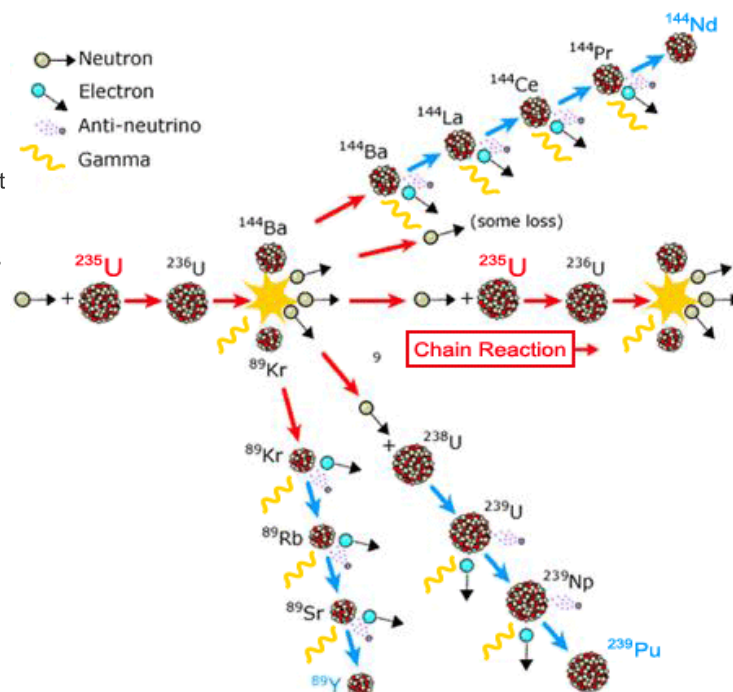 Neutron
Electron
Anti-neutrino
Gamma
t
¹⁴⁴Nd
¹⁴⁴Pr
¹⁴⁴Ce
¹⁴⁴La
¹⁴⁴Ba
(some loss)
¹⁴⁴Ba
+ ²³⁵U ²³⁶U
+ ²³⁵U ²³⁶U
Chain Reaction
⁸⁹Kr
9
⁸⁹Kr
+ ²³⁸U
²³⁹U
⁸⁹Rb
²³⁹Np
⁸⁹Sr
²³⁹Pu
⁸⁹Y